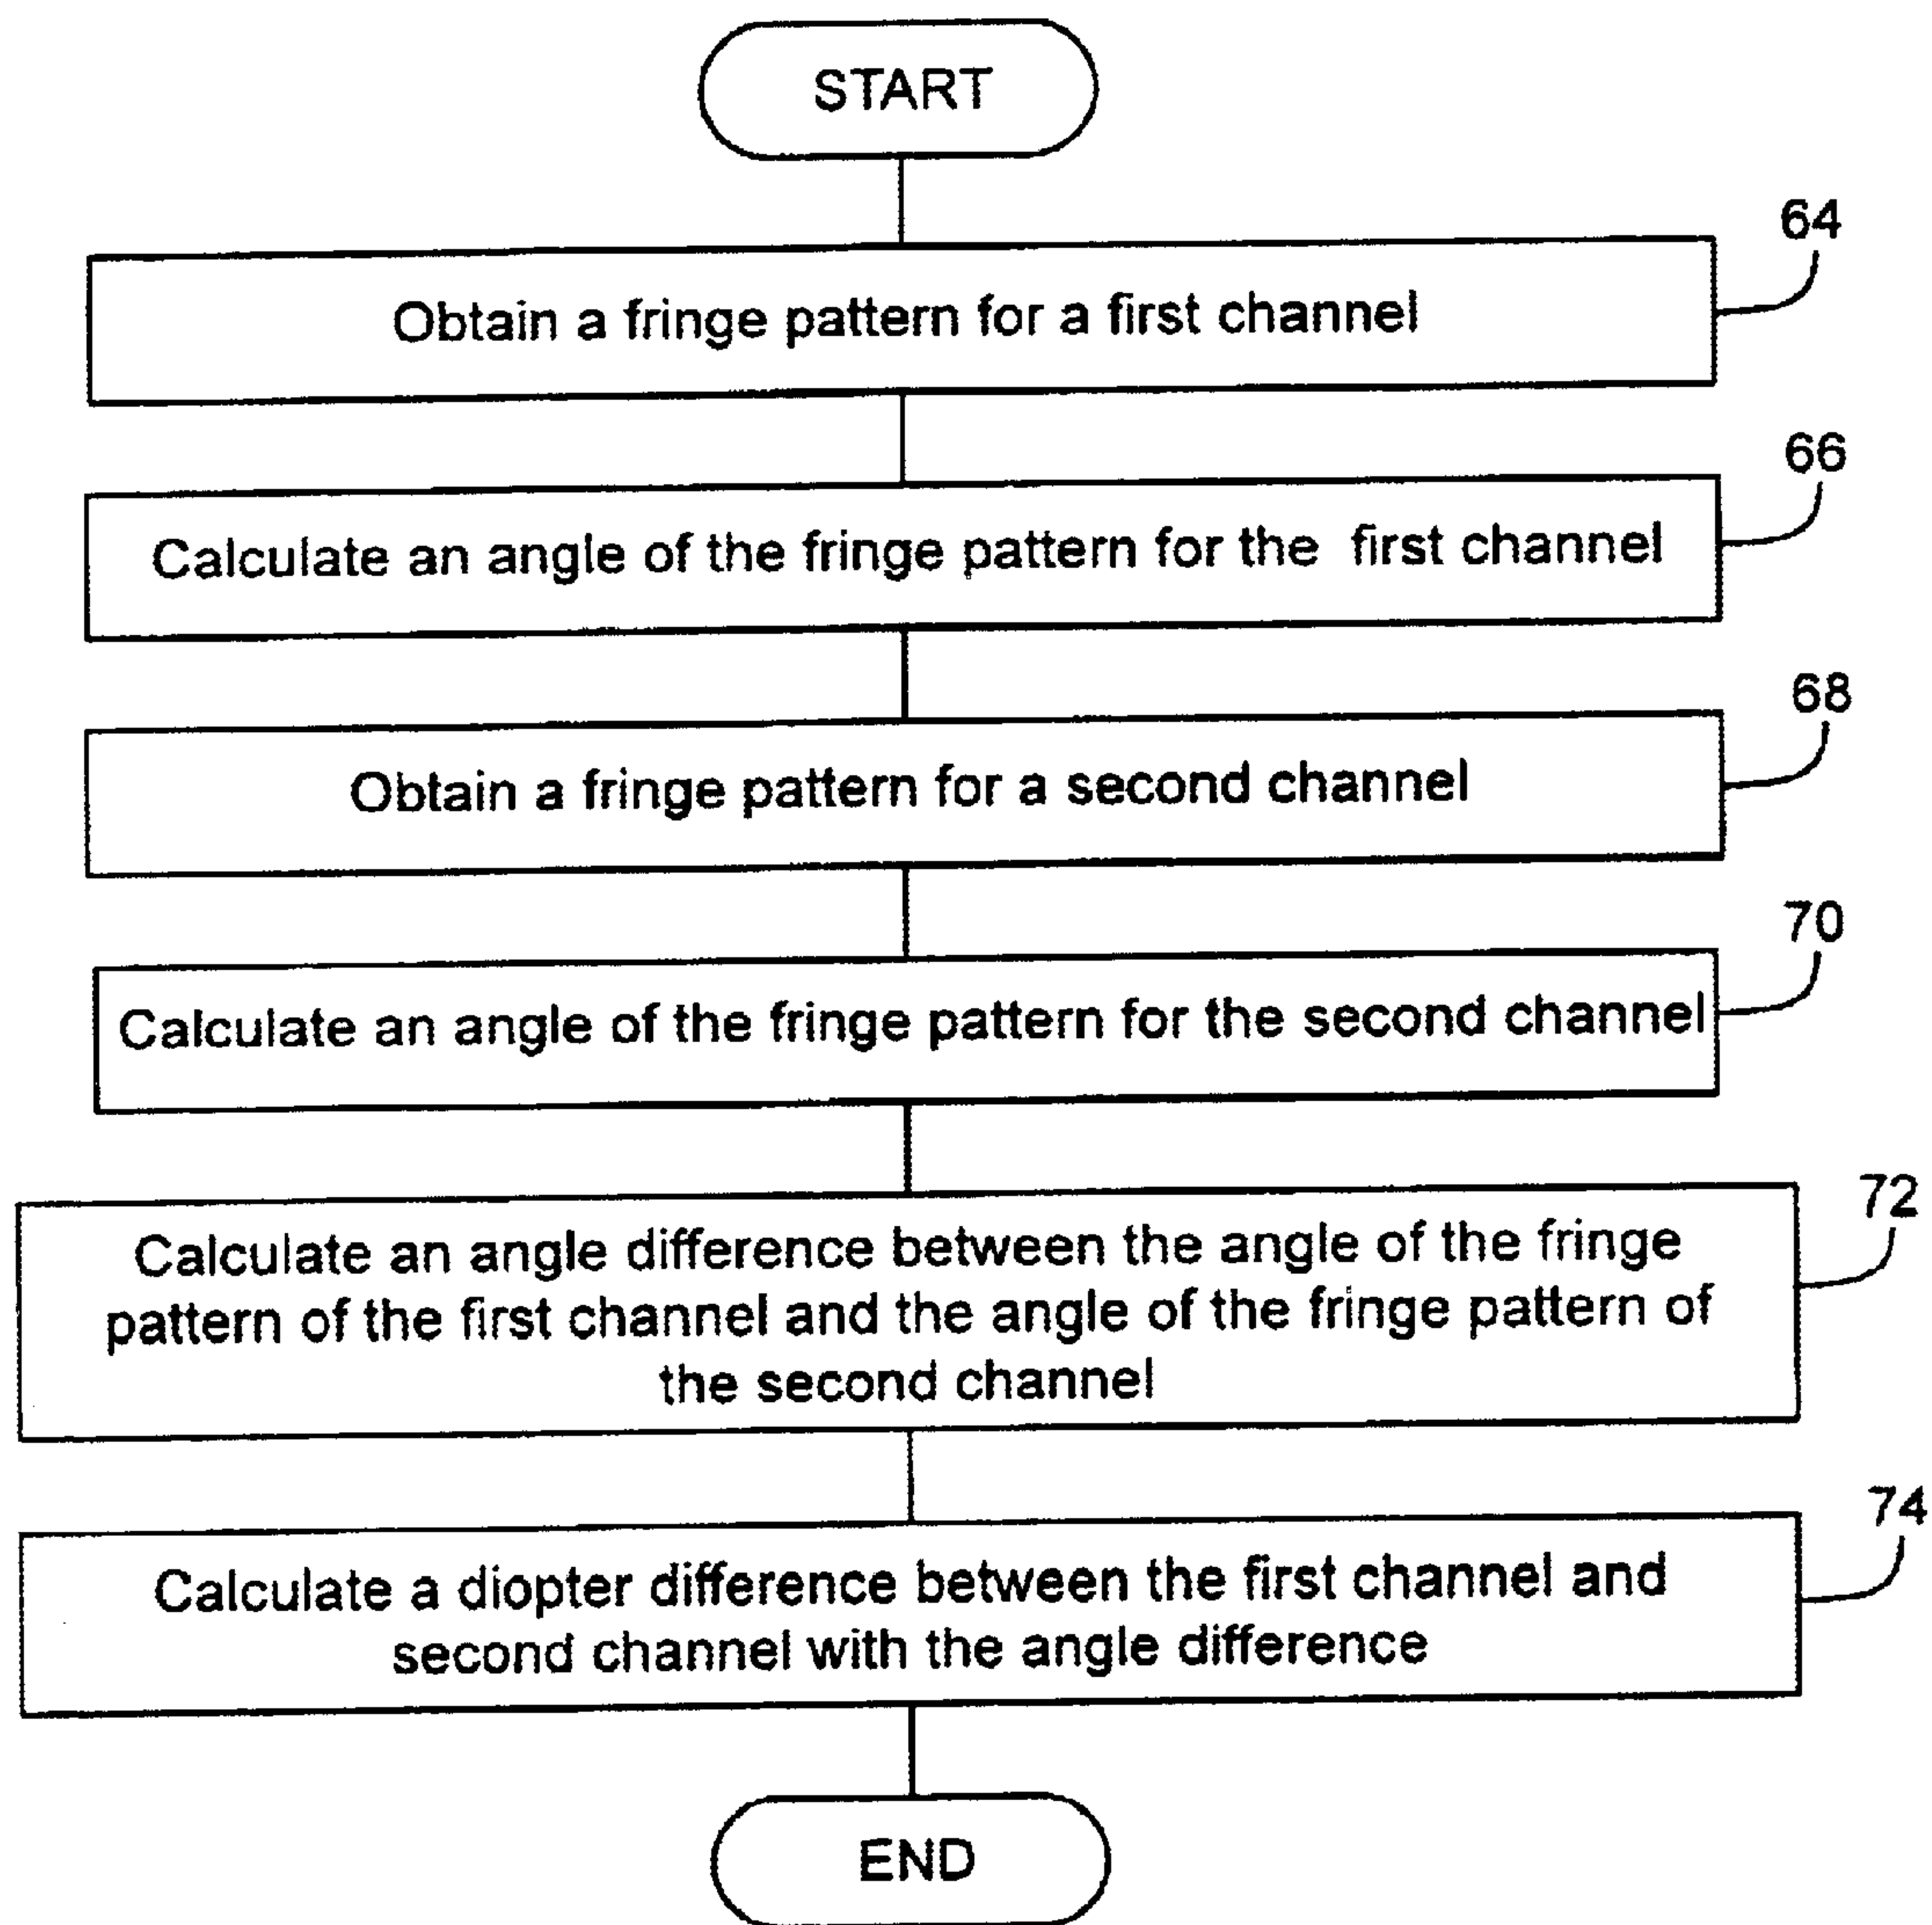 START
64
Obtain a fringe pattern for a first channel
66
Calculate an angle of the fringe pattern for the first channel
68
Obtain a fringe pattern for a second channel
70
Calculate an angle of the fringe pattern for the second channel
72
Calculate an angle difference between the angle of the fringe
pattern of the first channel and the angle of the fringe pattern of
the second channel
74
Calculate a diopter difference between the first channel and
second channel with the angle difference
END